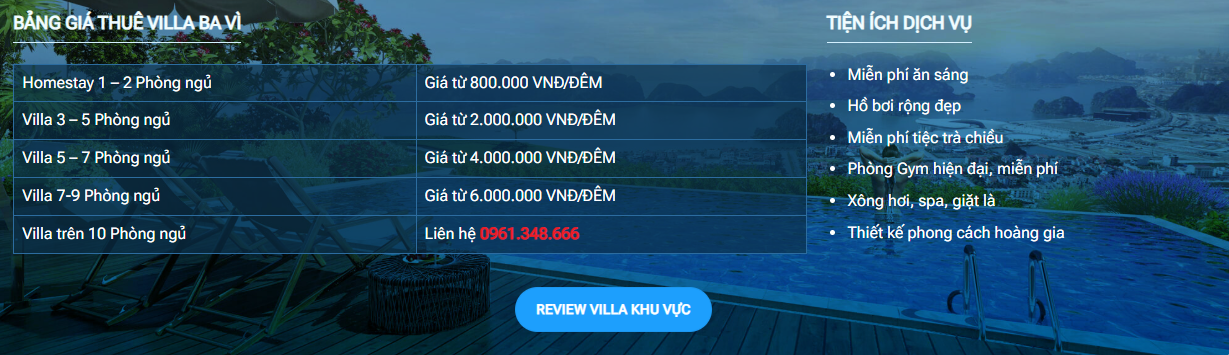 BẢNG GIÁ THUÊ VILLA BA VÌ
Homestay 1 – 2 Phòng ngủ Giá từ 800.000 VNĐ/ĐÊM
Villa 3 – 5 Phòng ngủ Giá từ 2.000.000 VNĐ/ĐÊM
Villa 5 – 7 Phòng ngủ Giá từ 4.000.000 VNĐ/ĐÊM
Villa 7-9 Phòng ngủ Giá từ 6.000.000 VNĐ/ĐÊM
Villa trên 10 Phòng ngủ Liên hệ 0961.348.666
TIỆN ÍCH DỊCH VỤ
• Miễn phí ăn sáng
• Hồ bơi rộng đẹp
• Miễn phí tiệc trà chiều
• Phòng Gym hiện đại, miễn phí
• Xông hơi, spa, giặt là
• Thiết kế phong cách hoàng gia
REVIEW VILLA KHU VỰC